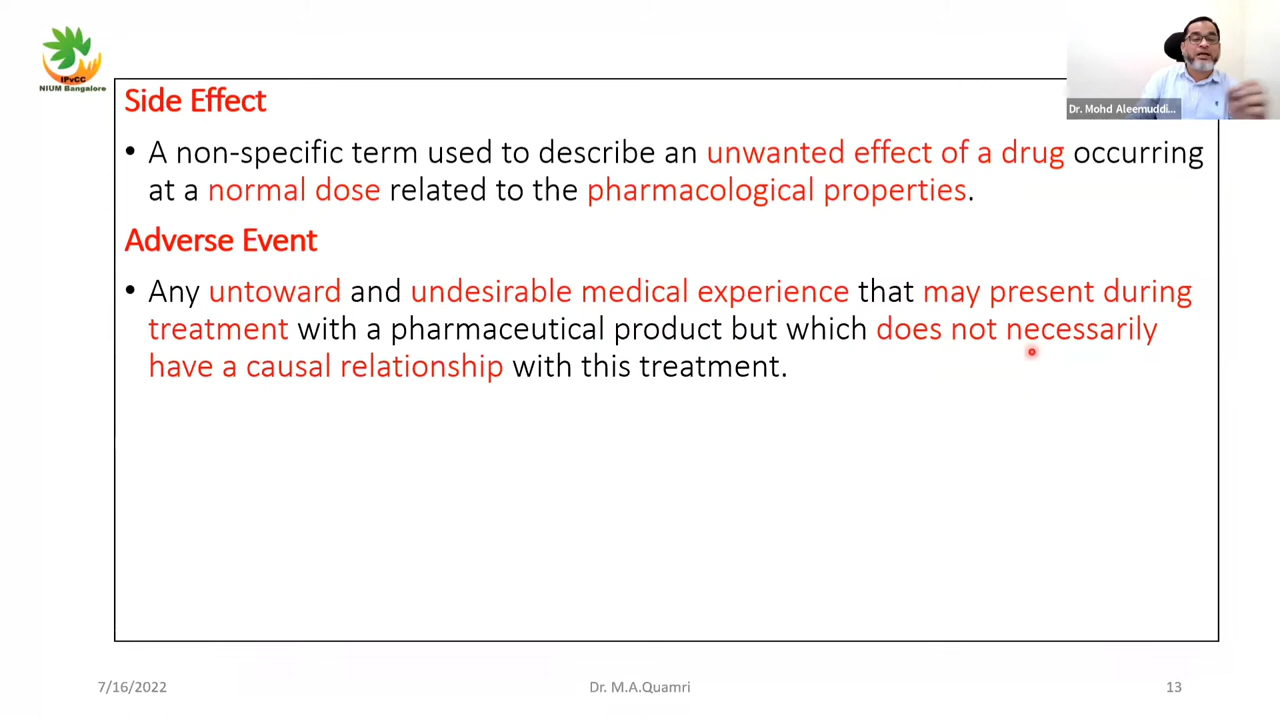 IPvCC
NIUM Bangalore
Dr. Mohd Aleemuddi...
Side Effect
• A non-specific term used to describe an unwanted effect of a drug occurring
at a normal dose related to the pharmacological properties.
Adverse Event
• Any untoward and undesirable medical experience that may present during
treatment with a pharmaceutical product but which does not necessarily
have a causal relationship with this treatment.
7/16/2022
Dr. M.A.Quamri
13